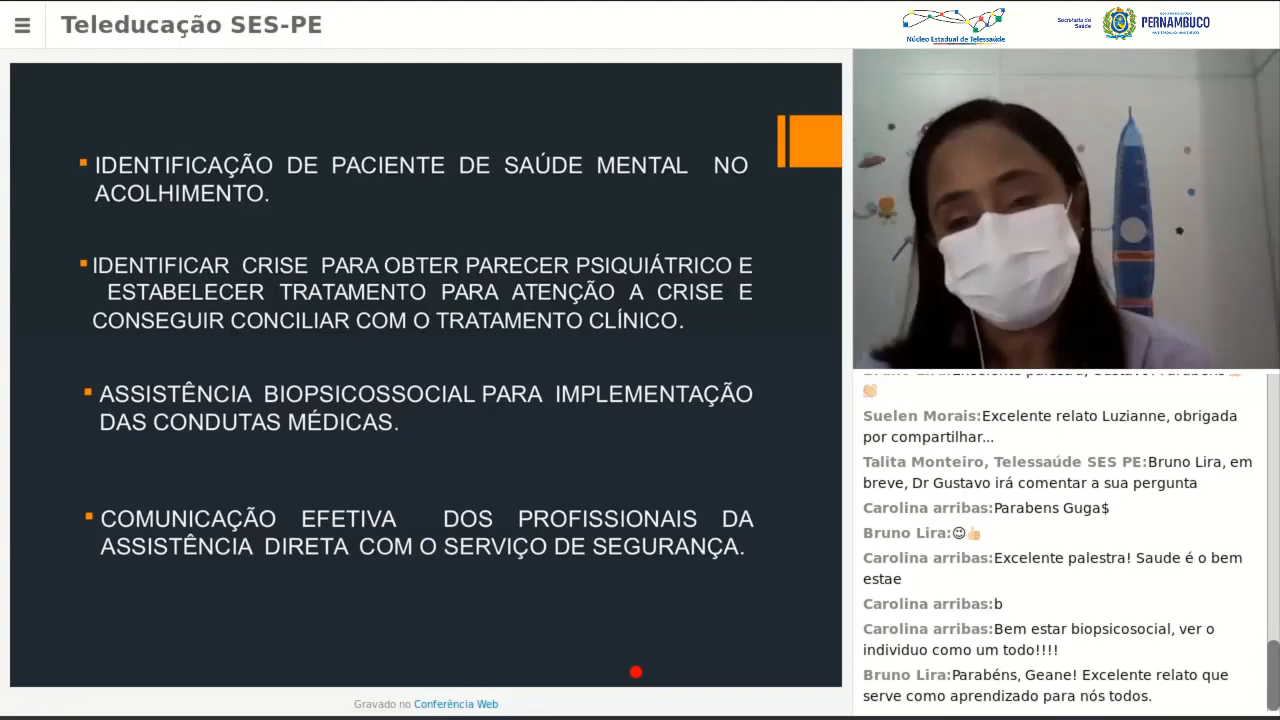 Teleducação SES-PE
Núcleo Estadual de Telessaúde
Secretaria de
Saúde
PERNAMBUCO
IDENTIFICAÇÃO DE PACIENTE DE SAÚDE MENTAL NO
ACOLHIMENTO.
IDENTIFICAR CRISE PARA OBTER PARECER PSIQUIÁTRICO E
ESTABELECER TRATAMENTO PARA ATENÇÃO A CRISE E
CONSEGUIR CONCILIAR COM O TRATAMENTO CLÍNICO.
ASSISTÊNCIA BIOPSICOSSOCIAL PARA IMPLEMENTAÇÃO
DAS CONDUTAS MÉDICAS.
COMUNICAÇÃO EFETIVA DOS PROFISSIONAIS DA
ASSISTÊNCIA DIRETA COM O SERVIÇO DE SEGURANÇA.
Gravado no Conferência Web
Suelen Morais:Excelente relato Luzianne, obrigada
por compartilhar...
Talita Monteiro, Telessaúde SES PE:Bruno Lira, em
breve, Dr Gustavo irá comentar a sua pergunta
Carolina arribas:Parabens Guga$
Bruno Lira:😉👍🏼
Carolina arribas:Excelente palestra! Saude é o bem
estae
Carolina arribas:b
Carolina arribas:Bem estar biopsicosocial, ver o
individuo como um todo!!!!
Bruno Lira:Parabéns, Geane! Excelente relato que
serve como aprendizado para nós todos.